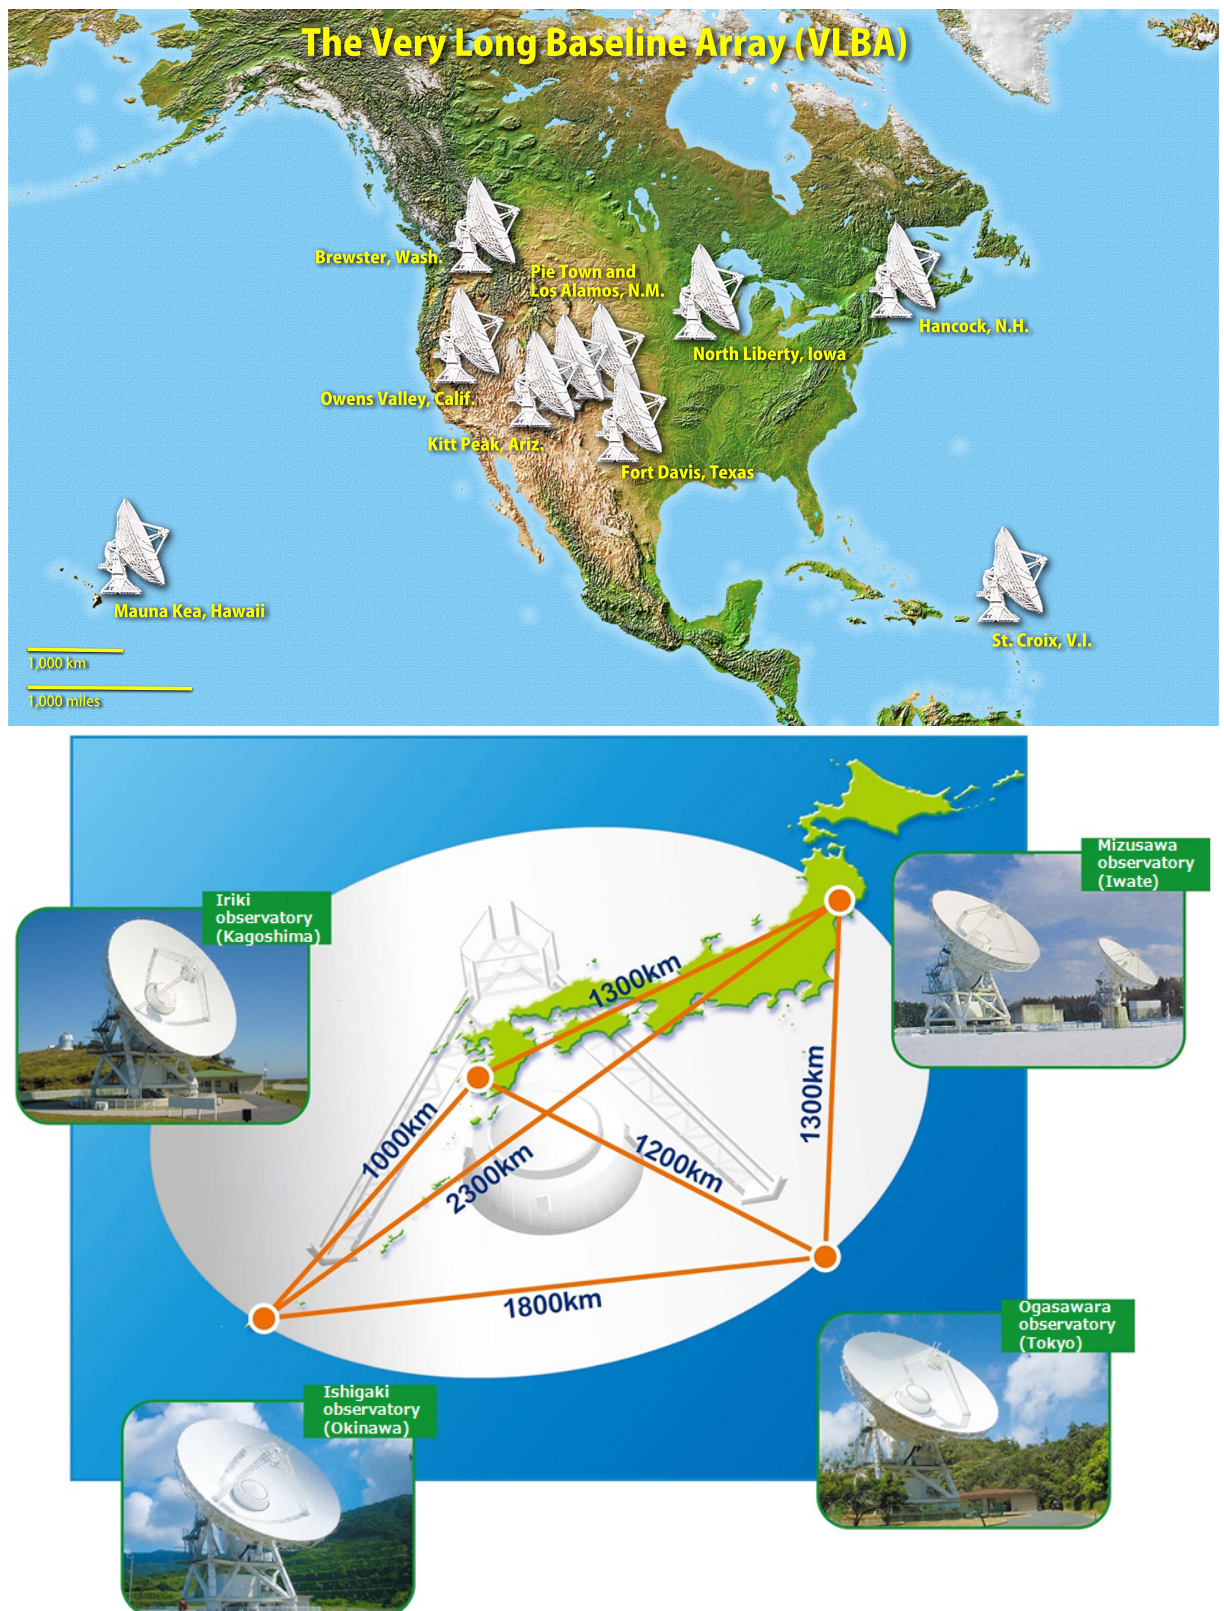 The Very Long Baseline Array (VLBA)
Brewster, Wash.
Pie Town and
Los Alamos, N.M.
Hancock, N.H.
North Liberty, Iowa
Owens Valley, Calif.
Kitt Peak, Ariz.
Fort Davis, Texas
Mauna Kea, Hawaii
St. Croix, V.I.
1,000 km
1,000 miles
Mizusawa
observatory
(Iwate)
Iriki
observatory
(Kagoshima)
1300km
1300km
1000km
2300km
1200km
1800km
Ogasawara
observatory
(Tokyo)
Ishigaki
observatory
(Okinawa)